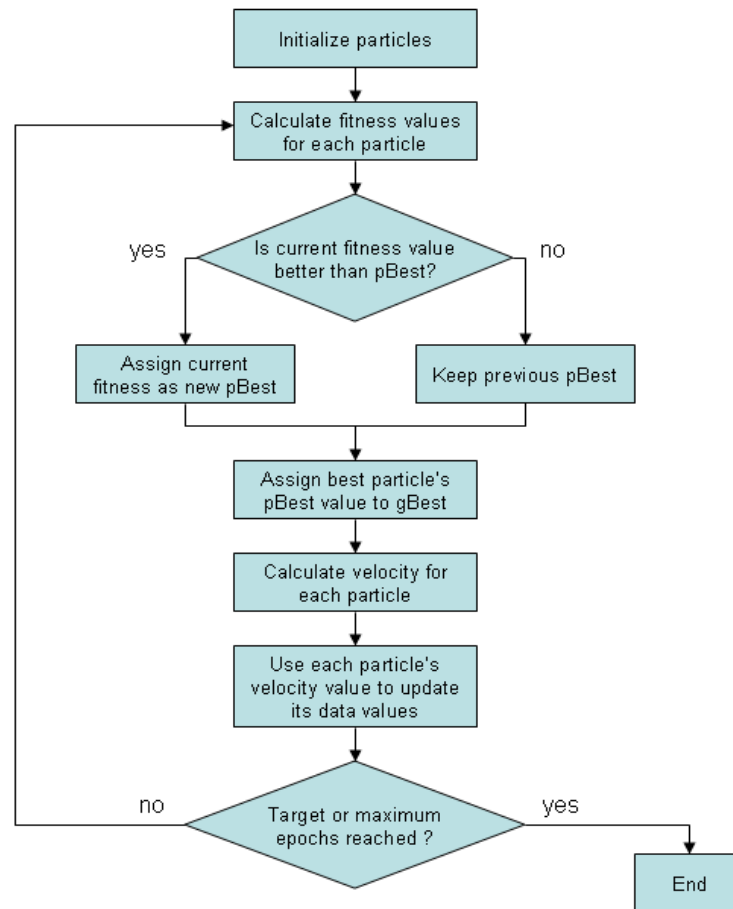 Initialize particles
Calculate fitness values
for each particle
Is current fitness value
better than pBest?
yes
no
Assign current
fitness as new pBest
Keep previous pBest
Assign best particle's
pBest value to gBest
Calculate velocity for
each particle
Use each particle's
velocity value to update
its data values
no
Target or maximum
epochs reached ?
yes
End